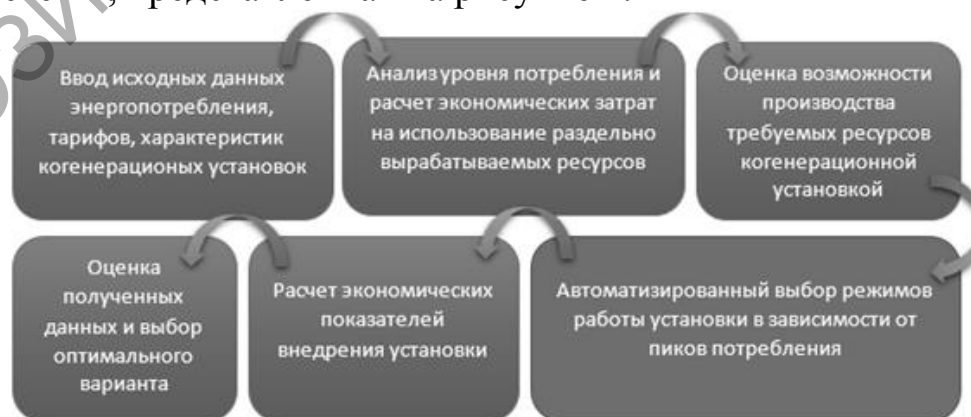 Ввод исходных данных
энергопотребления,
тарифов, характеристик
когенерационых установок
Анализ уровня потребления и
расчет экономических затрат
на использование раздельно
вырабатываемых ресурсов
Оценка возможности
производства
требуемых ресурсов
когенерационной
установкой
Автоматизированный выбор режимов
работы установки в зависимости от
пиков потребления
Расчет экономических
показателей
внедрения установки
Оценка
полученных
данных и выбор
оптимального
варианта